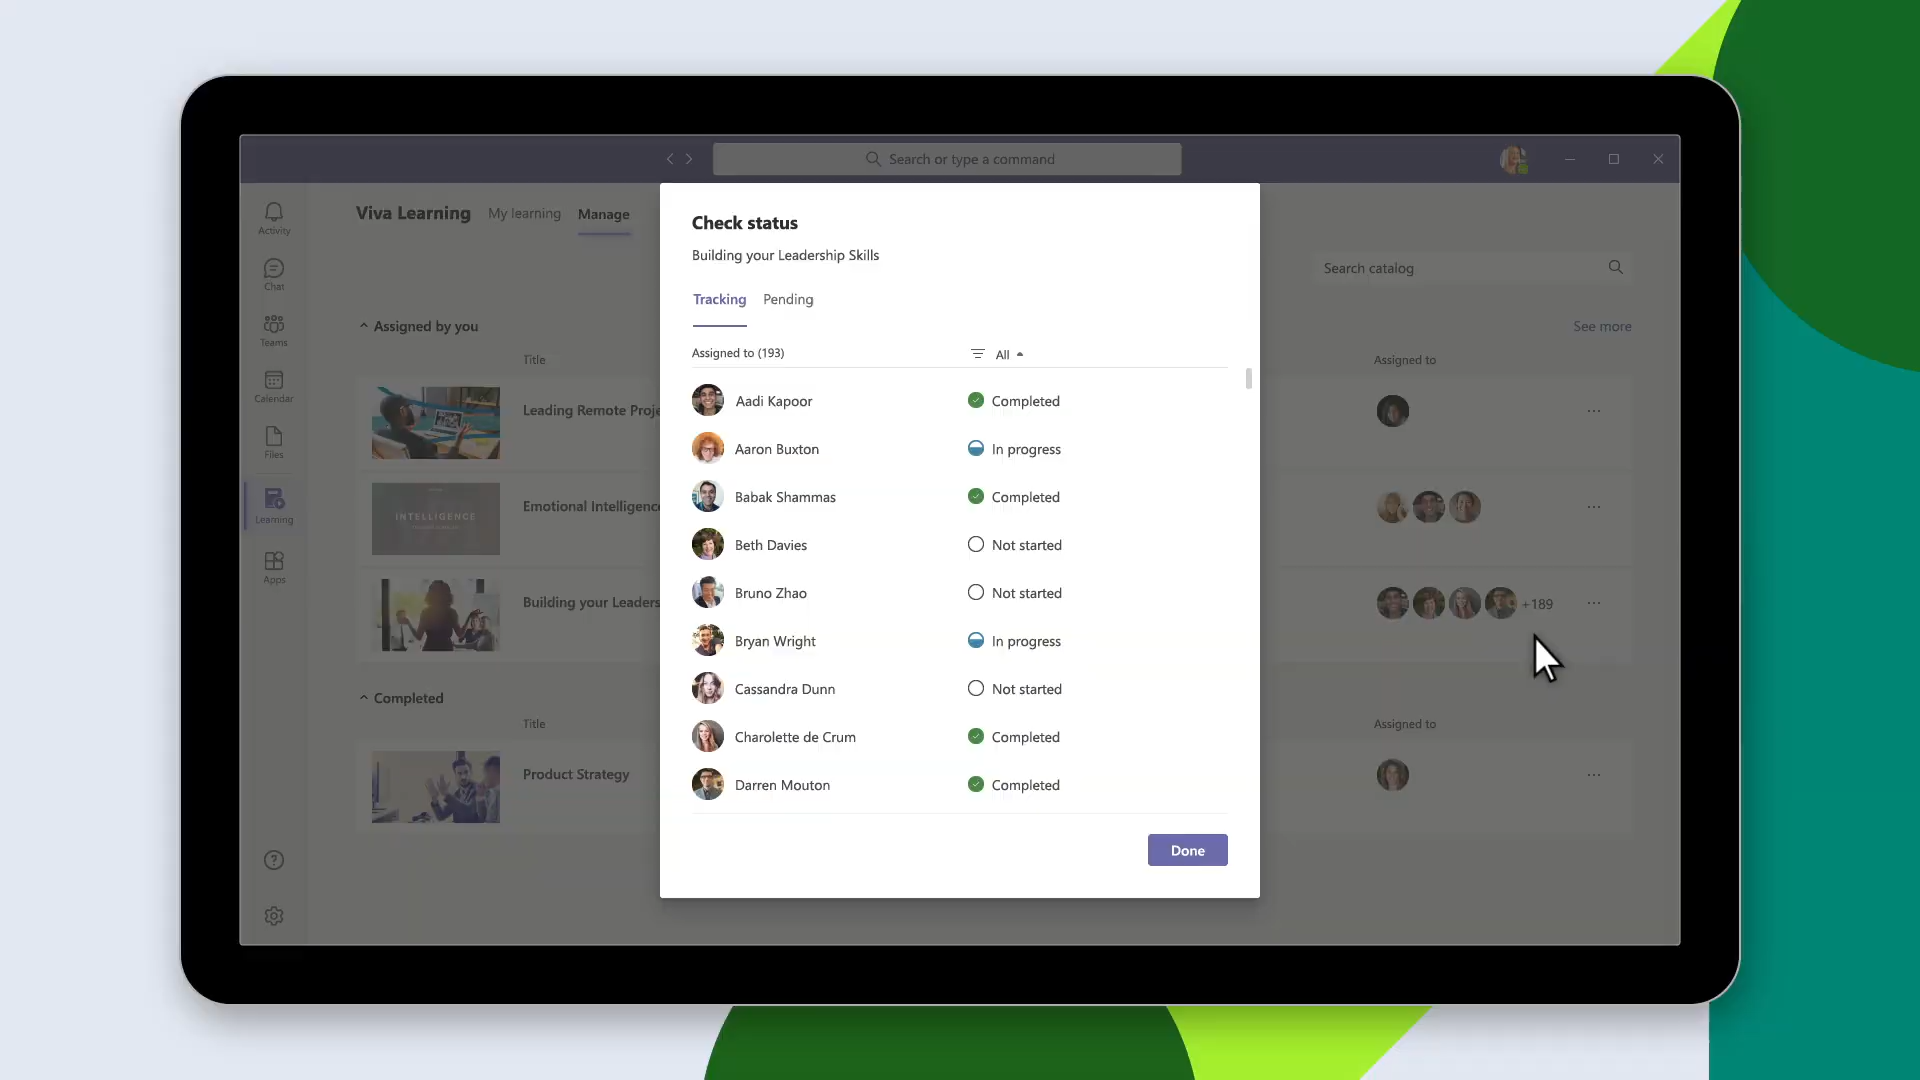 Search or type a command
Viva Learning My learning Manage
Activity
Chat
Teams
Calendar
Files
Learning
Apps
Search catalog
Assigned by you
See more
Title
Assigned to
Leading Remote Proje
INTELLIGENCE
Emotional Intelligence
Building your Leaders
+189
Completed
Title
Assigned to
Product Strategy
Check status
Building your Leadership Skills
Tracking Pending
Assigned to (193) All
Aadi Kapoor Completed
Aaron Buxton In progress
Babak Shammas Completed
Beth Davies Not started
Bruno Zhao Not started
Bryan Wright In progress
Cassandra Dunn Not started
Charolette de Crum Completed
Darren Mouton Completed
Done